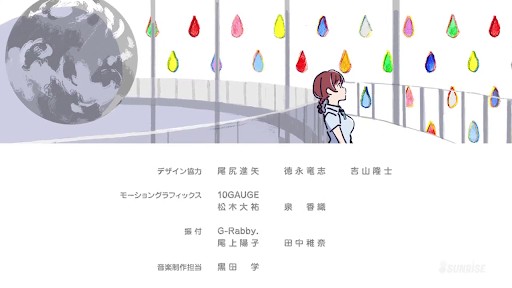 デザイン協力 尾尻進矢 徳永竜志 吉山隆士
モーショングラフィックス 10GAUGE
松木大祐 泉香織
振付 G-Rabby.
尾上陽子 田中稚奈
音楽制作担当 黒田学
SUNRISE